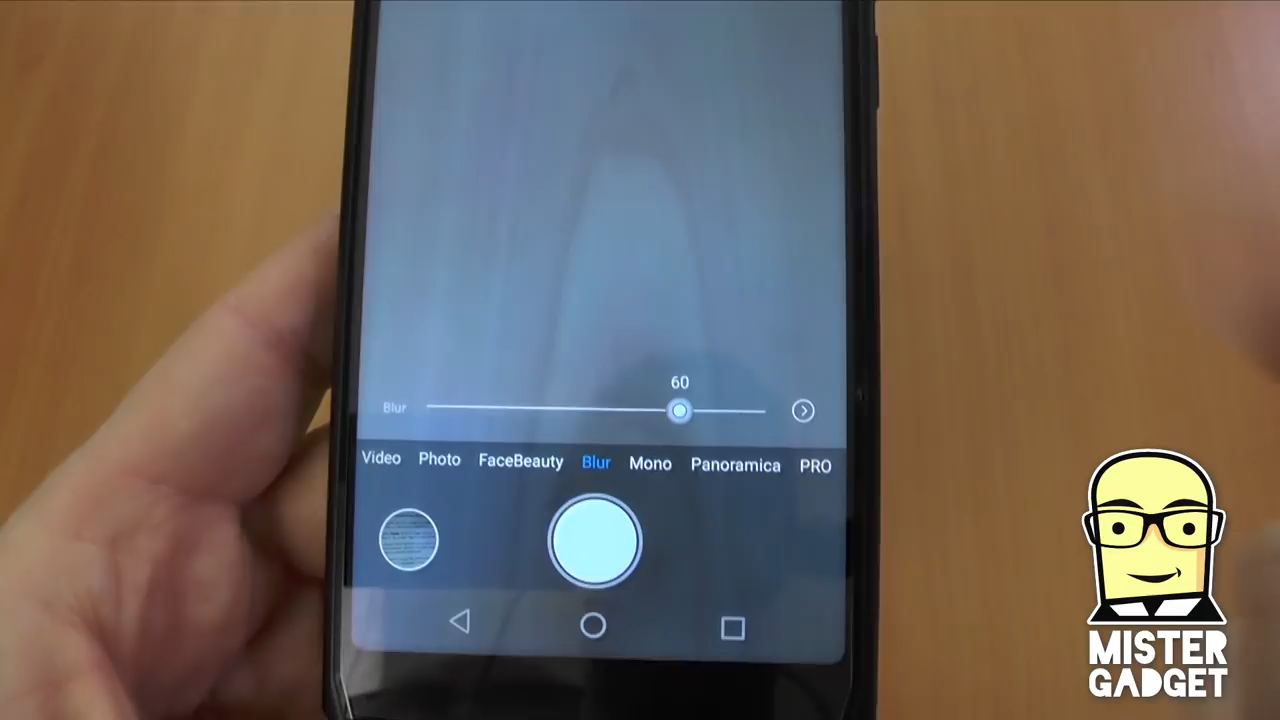 60
Blur
Video Photo FaceBeauty Blur Mono Panoramica PRO
MISTER
GADGET